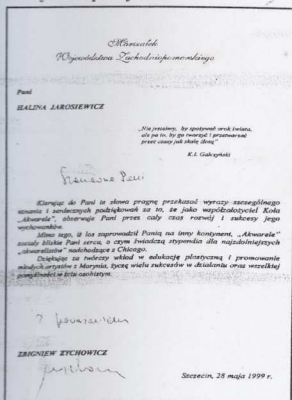 Marszałek
Województwa Zachodniopomorskiego
Pani
HALINA JAROSIEWICZ
„Nie jesteśmy, by spożywać urok świata,
ale po to, by go tworzyć i przetwarzać
przez czasy jak skałę złotą”
K.I. Gałczyński
Szanowna Pani
Kierując do Pani te słowa pragnę przekazać wyrazy szczególnego
uznania i serdecznych podziękowań za to, że jako współzałożyciel Koła
„Akwarele”, obserwuje Pani przez cały czas rozwój i sukcesy jego
wychowanków.
Mimo tego, iż los zaprowadził Panią na inny kontynent, „Akwarele”
zostały bliskie Pani sercu, o czym świadczą stypendia dla najzdolniejszych
„akwarelistów” nadchodzące z Chicago.
Dziękując za twórczy wkład w edukację plastyczną i promowanie
młodych artystów z Morynia, życzę wielu sukcesów w działaniu oraz wszelkiej
pomyślności w życiu osobistym.
Z poważaniem
ZBIGNIEW ZYCHOWICZ
Szczecin, 28 maja 1999 r.